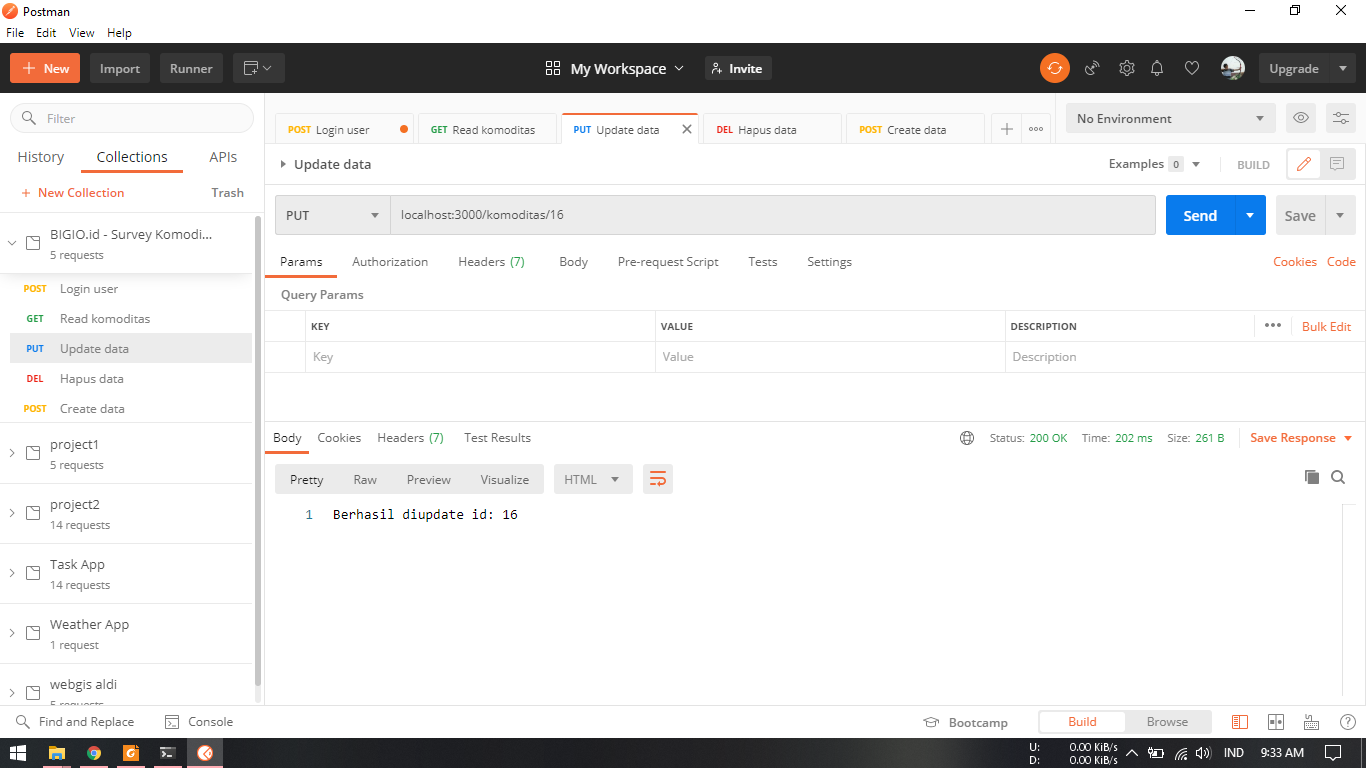 Postman
File Edit View Help
+ New Import Runner My Workspace Invite Upgrade
Filter
History Collections APIs
+ New Collection Trash
BIGIO.id - Survey Komodi...
5 requests
POST Login user
GET Read komoditas
PUT Update data
DEL Hapus data
POST Create data
project1
5 requests
project2
14 requests
Task App
14 requests
Weather App
1 request
webgis aldi
5 requests
POST Login user GET Read komoditas PUT Update data DEL Hapus data POST Create data No Environment
Update data Examples 0 BUILD
PUT localhost:3000/komoditas/16 Send Save
Params Authorization Headers (7) Body Pre-request Script Tests Settings Cookies Code
Query Params
KEY VALUE DESCRIPTION ••• Bulk Edit
Key Value Description
Body Cookies Headers (7) Test Results Status: 200 OK Time: 202 ms Size: 261 B Save Response
Pretty Raw Preview Visualize HTML
1 Berhasil diupdate id: 16
Find and Replace Console Bootcamp Build Browse
U: 0.00 KiB/s
D: 0.00 KiB/s
IND 9:33 AM